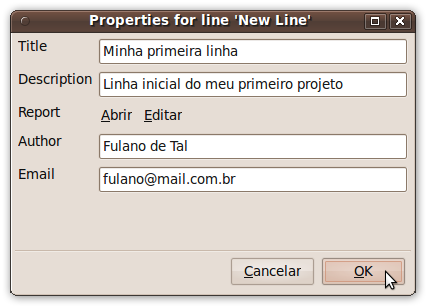 Properties for line 'New Line'
Title Minha primeira linha
Description Linha inicial do meu primeiro projeto
Report Abrir Editar
Author Fulano de Tal
Email fulano@mail.com.br
Cancelar OK